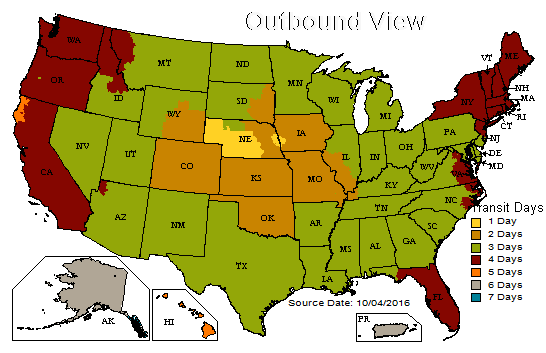 Outbound View
WA
MT
ND
MN
VT
ME
OR
ID
SD
WI
MI
NY
NH
MA
WY
RI
CT
NE
IA
PA
NJ
NV
UT
IL
IN
OH
DE
CO
WV
VA
MD
CA
KS
MO
KY
NC
TN
Transit Days
AZ
NM
OK
AR
SC
1 Day
2 Days
MS
AL
GA
3 Days
TX
LA
4 Days
5 Days
6 Days
7 Days
FL
Source Date: 10/04/2016
AK
HI
PR